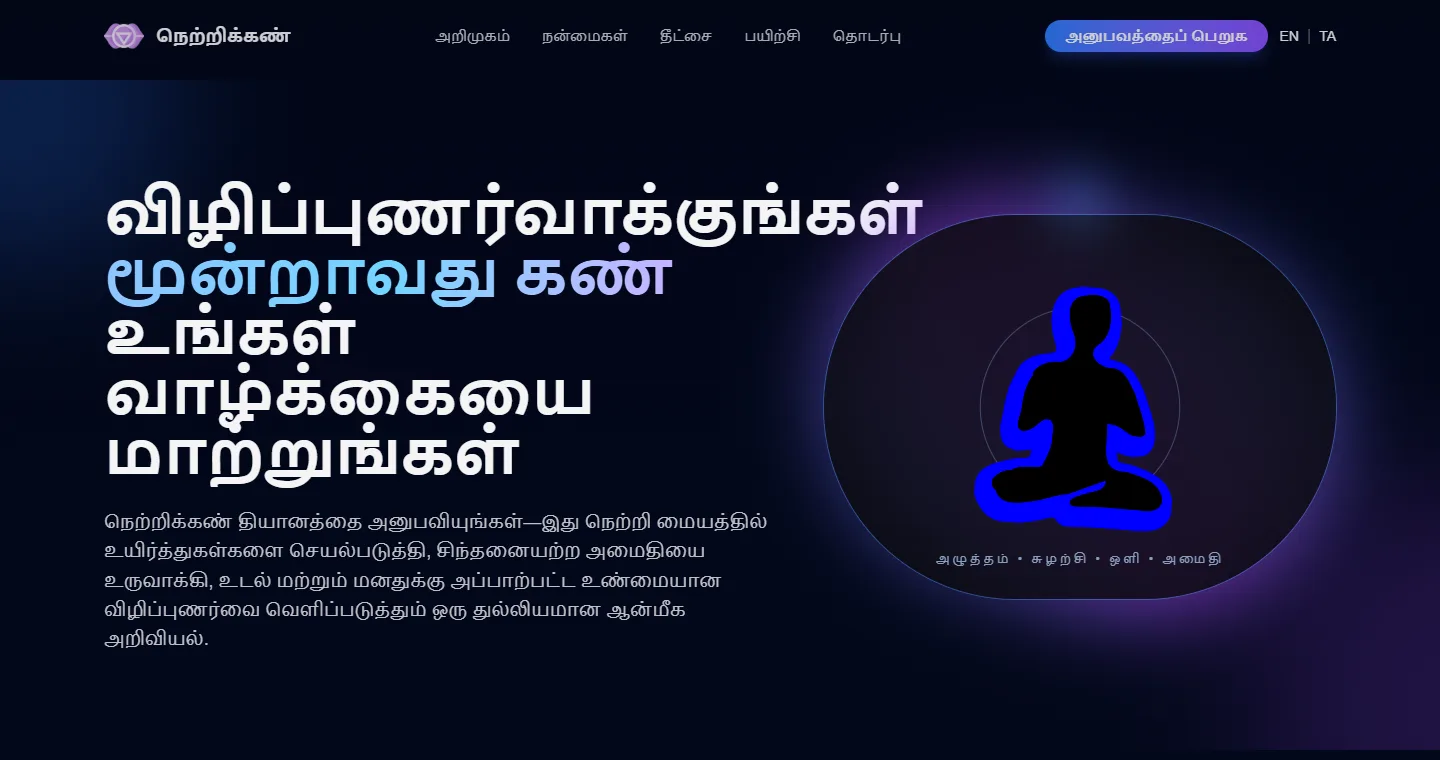 நெற்றிக்கண்
அறிமுகம் நன்மைகள் தீட்சை பயிற்சி தொடர்பு
அனுபவத்தைப் பெறுக EN | TA
விழிப்புணர்வாக்குங்கள்
மூன்றாவது கண்
உங்கள்
வாழ்க்கையை
மாற்றுங்கள்
நெற்றிக்கண் தியானத்தை அனுபவியுங்கள்—இது நெற்றி மையத்தில்
உயிர்த்துகள்களை செயல்படுத்தி, சிந்தனையற்ற அமைதியை
உருவாக்கி, உடல் மற்றும் மனதுக்கு அப்பாற்பட்ட உண்மையான
விழிப்புணர்வை வெளிப்படுத்தும் ஒரு துல்லியமான ஆன்மீக
அறிவியல்.
அழுத்தம் • சுழற்சி • ஒளி • அமைதி